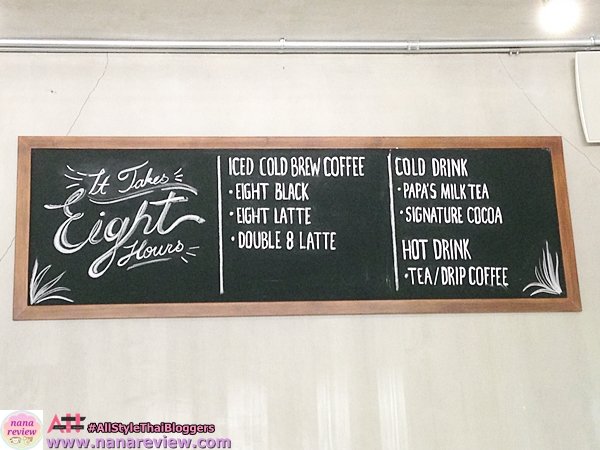 It Takes
Eight
Hours
ICED COLD BREW COFFEE
• EIGHT BLACK
• EIGHT LATTE
• DOUBLE 8 LATTE
COLD DRINK
• PAPA'S MILK TEA
• SIGNATURE COCOA
HOT DRINK
• TEA / DRIP COFFEE
nana
review
#AllStyleThaiBloggers
www.nanareview.com